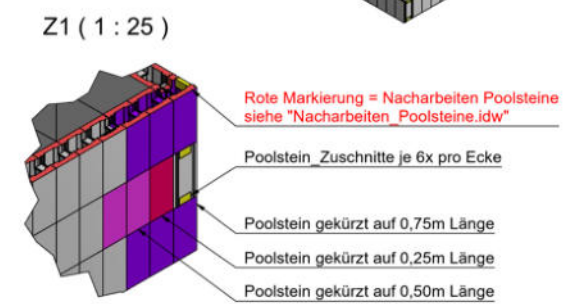 Z1 ( 1 : 25 )
Rote Markierung = Nacharbeiten Poolsteine
siehe "Nacharbeiten_Poolsteine.idw"
Poolstein_Zuschnitte je 6x pro Ecke
Poolstein gekürzt auf 0,75m Länge
Poolstein gekürzt auf 0,25m Länge
Poolstein gekürzt auf 0,50m Länge